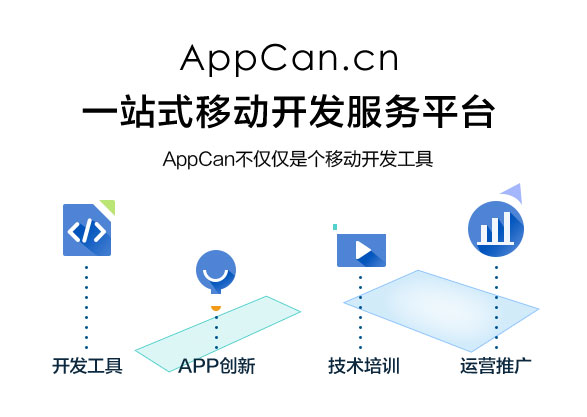 AppCan.cn
一站式移动开发服务平台
AppCan不仅仅是个移动开发工具
开发工具
APP创新
技术培训
运营推广